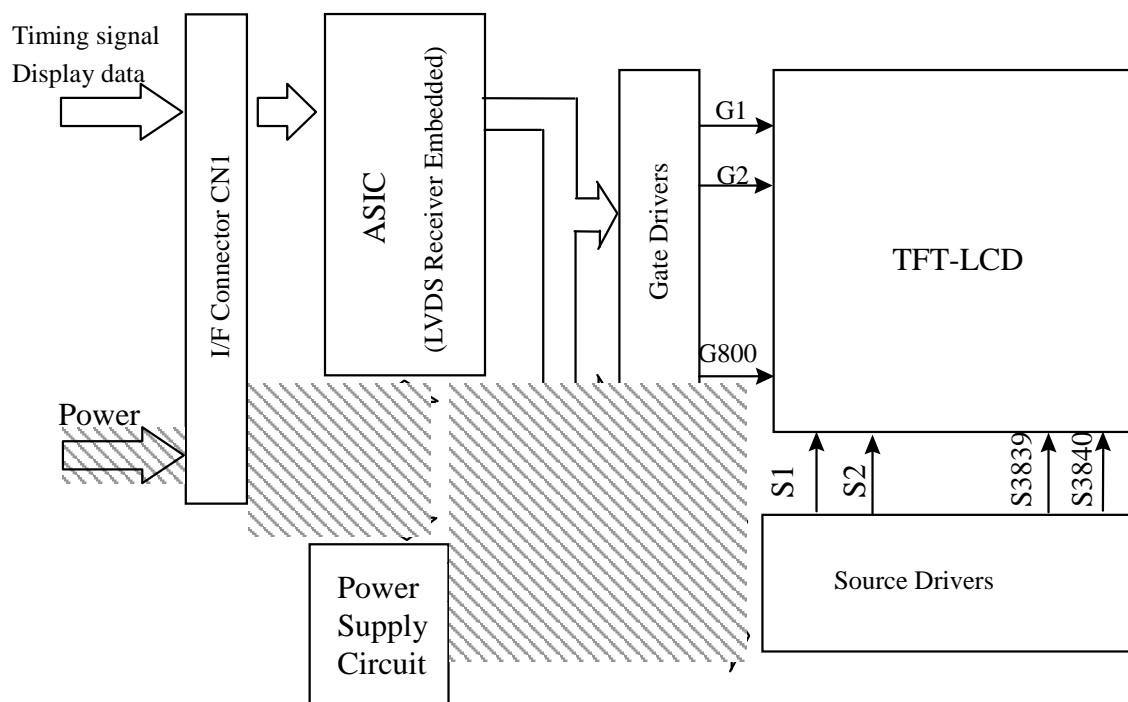 Timing signal
Display data
Power
I/F Connector CN1
ASIC
(LVDS Receiver Embedded)
Gate Drivers
G1
G2
G800
TFT-LCD
S1
S2
S3839
S3840
Source Drivers
Power
Supply
Circuit